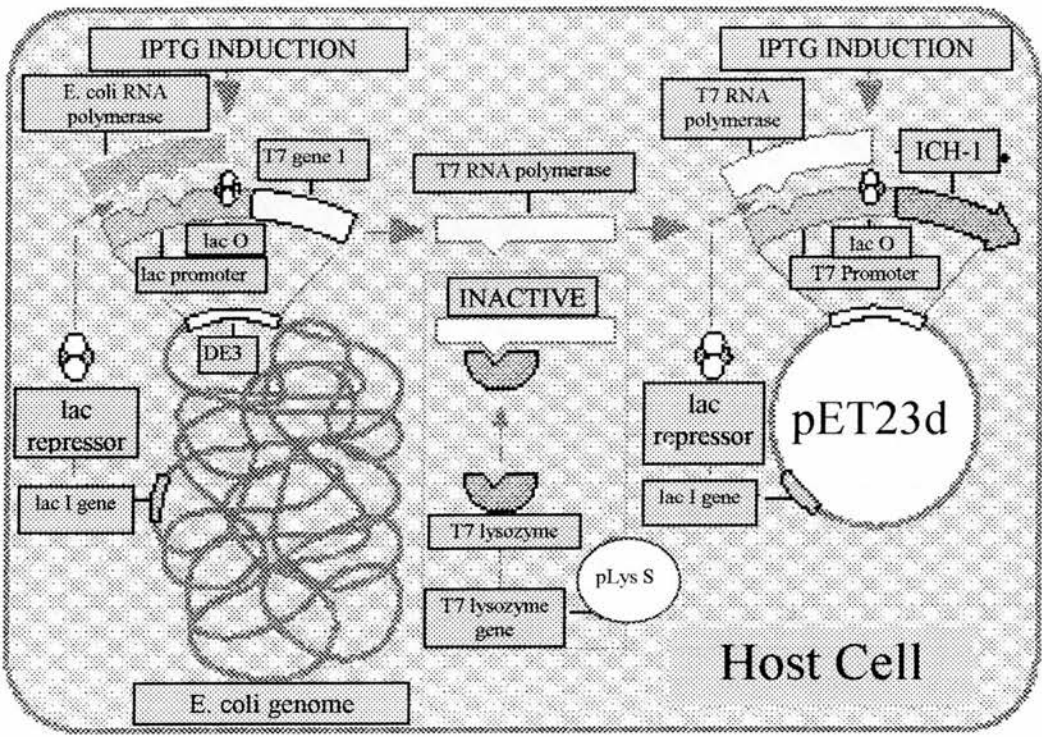 IPTG INDUCTION
IPTG INDUCTION
E. coli RNA
polymerase
T7 gene 1
T7 RNA polymerase
T7 RNA
polymerase
ICH-1
lac O
lac promoter
lac O
T7 Promoter
INACTIVE
DE3
lac
repressor
lac I gene
lac
repressor
lac I gene
pET23d
T7 lysozyme
pLys S
T7 lysozyme
gene
Host Cell
E. coli genome